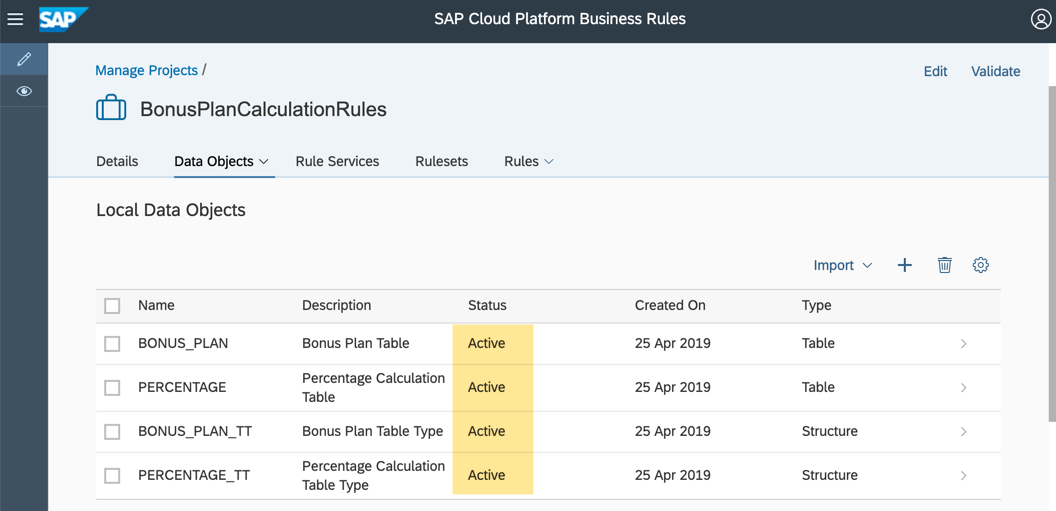 SAP SAP Cloud Platform Business Rules
Manage Projects / Edit Validate
BonusPlanCalculationRules
Details Data Objects Rule Services Rulesets Rules
Local Data Objects
Import
Name Description Status Created On Type
BONUS_PLAN Bonus Plan Table Active 25 Apr 2019 Table
PERCENTAGE Percentage Calculation Table Active 25 Apr 2019 Table
BONUS_PLAN_TT Bonus Plan Table Type Active 25 Apr 2019 Structure
PERCENTAGE_TT Percentage Calculation Table Type Active 25 Apr 2019 Structure